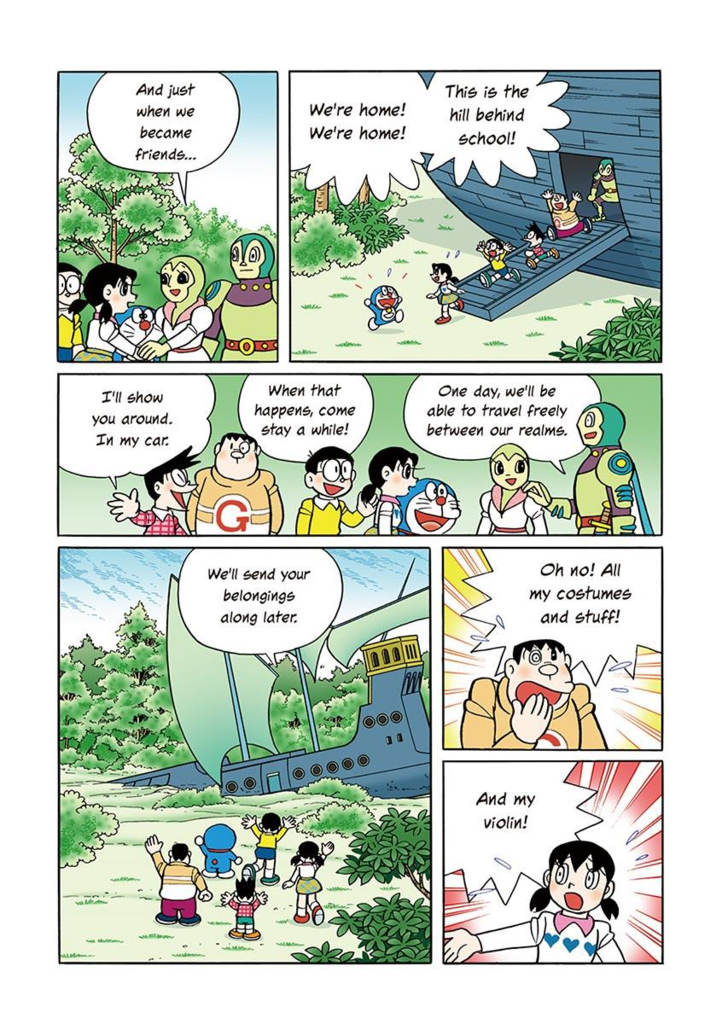 And just
when we
became
friends...
We're home!
We're home!
This is the
hill behind
school!
I'll show
you around.
In my car.
When that
happens, come
stay a while!
One day, we'll be
able to travel freely
between our realms.
G
We'll send your
belongings
along later.
Oh no! All
my costumes
and stuff!
And my
violin!